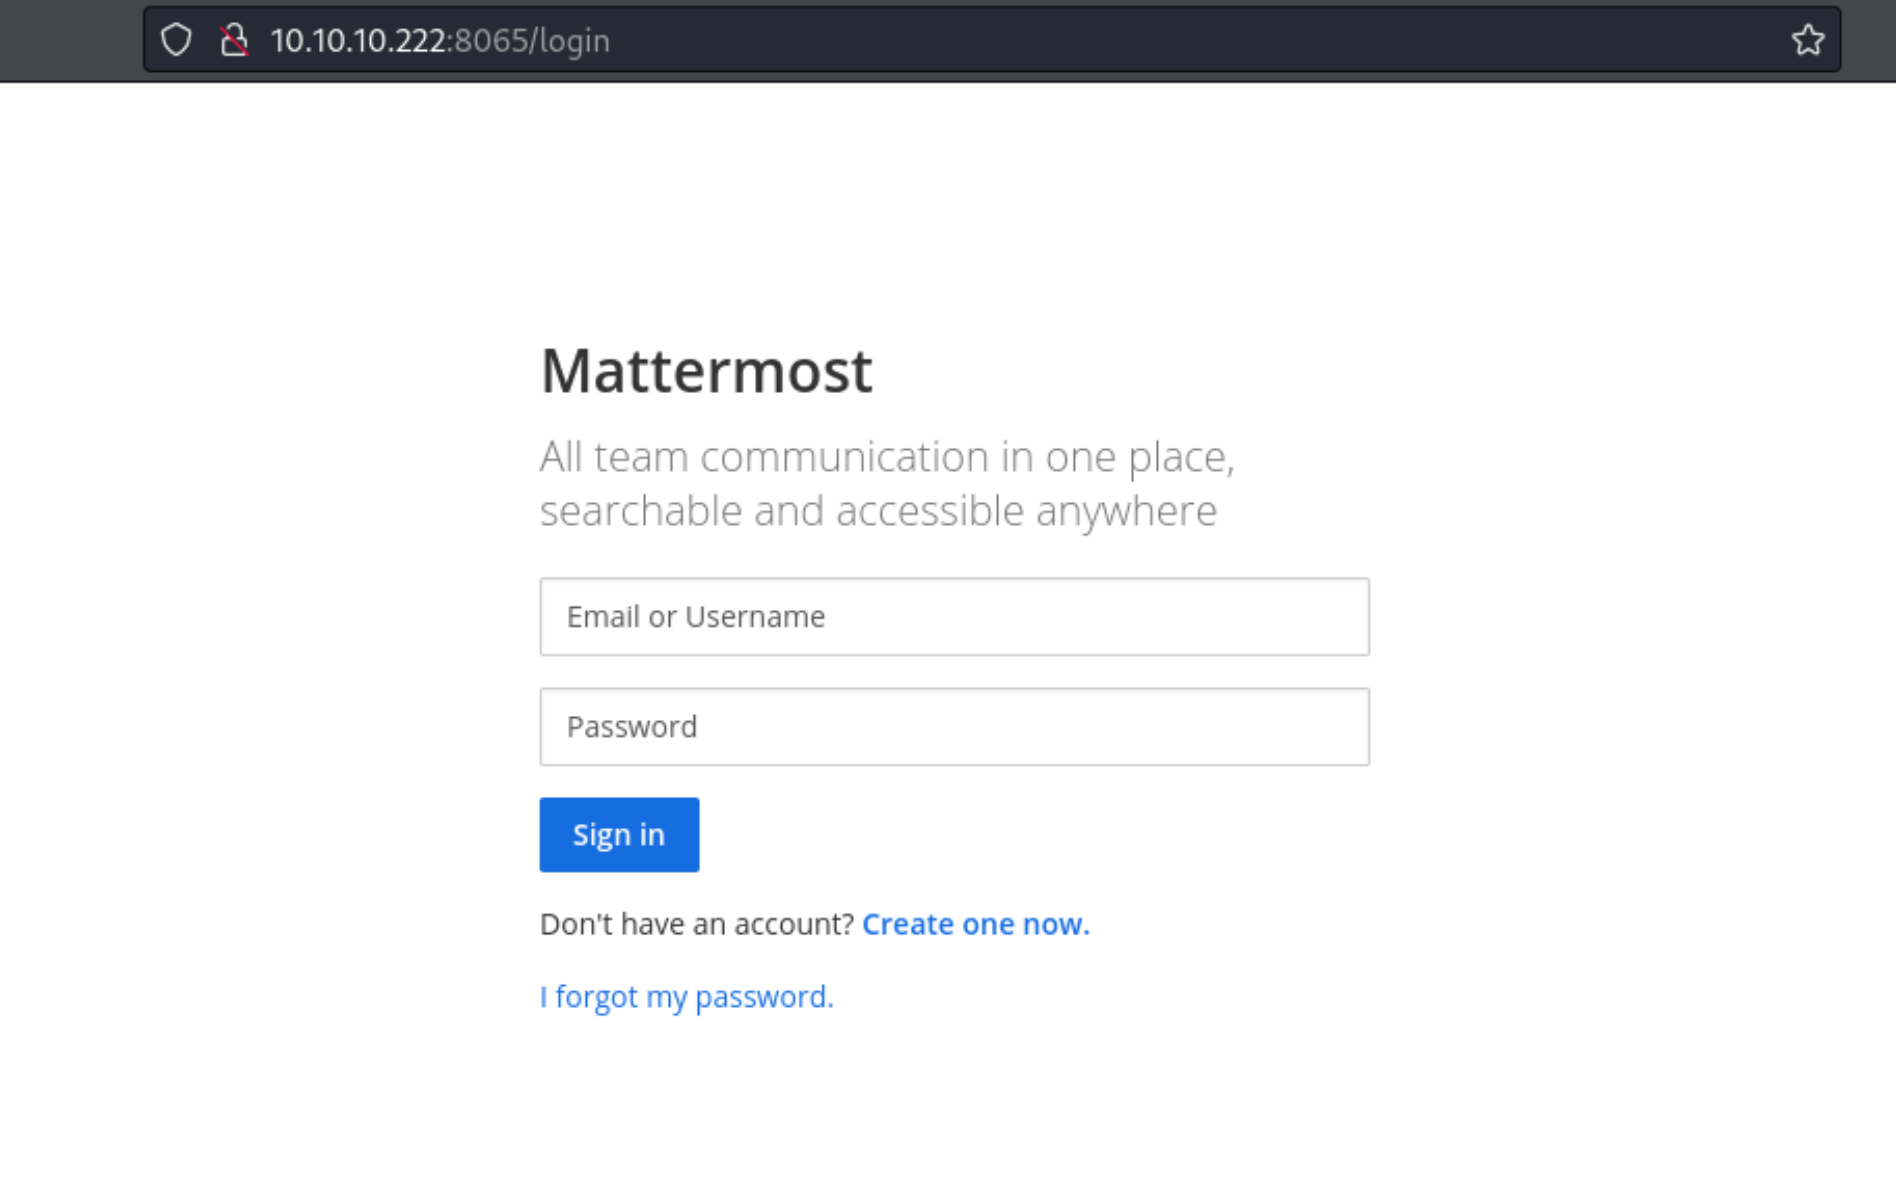 10.10.10.222:8065/login
Mattermost
All team communication in one place,
searchable and accessible anywhere
Email or Username
Password
Sign in
Don't have an account? Create one now.
I forgot my password.